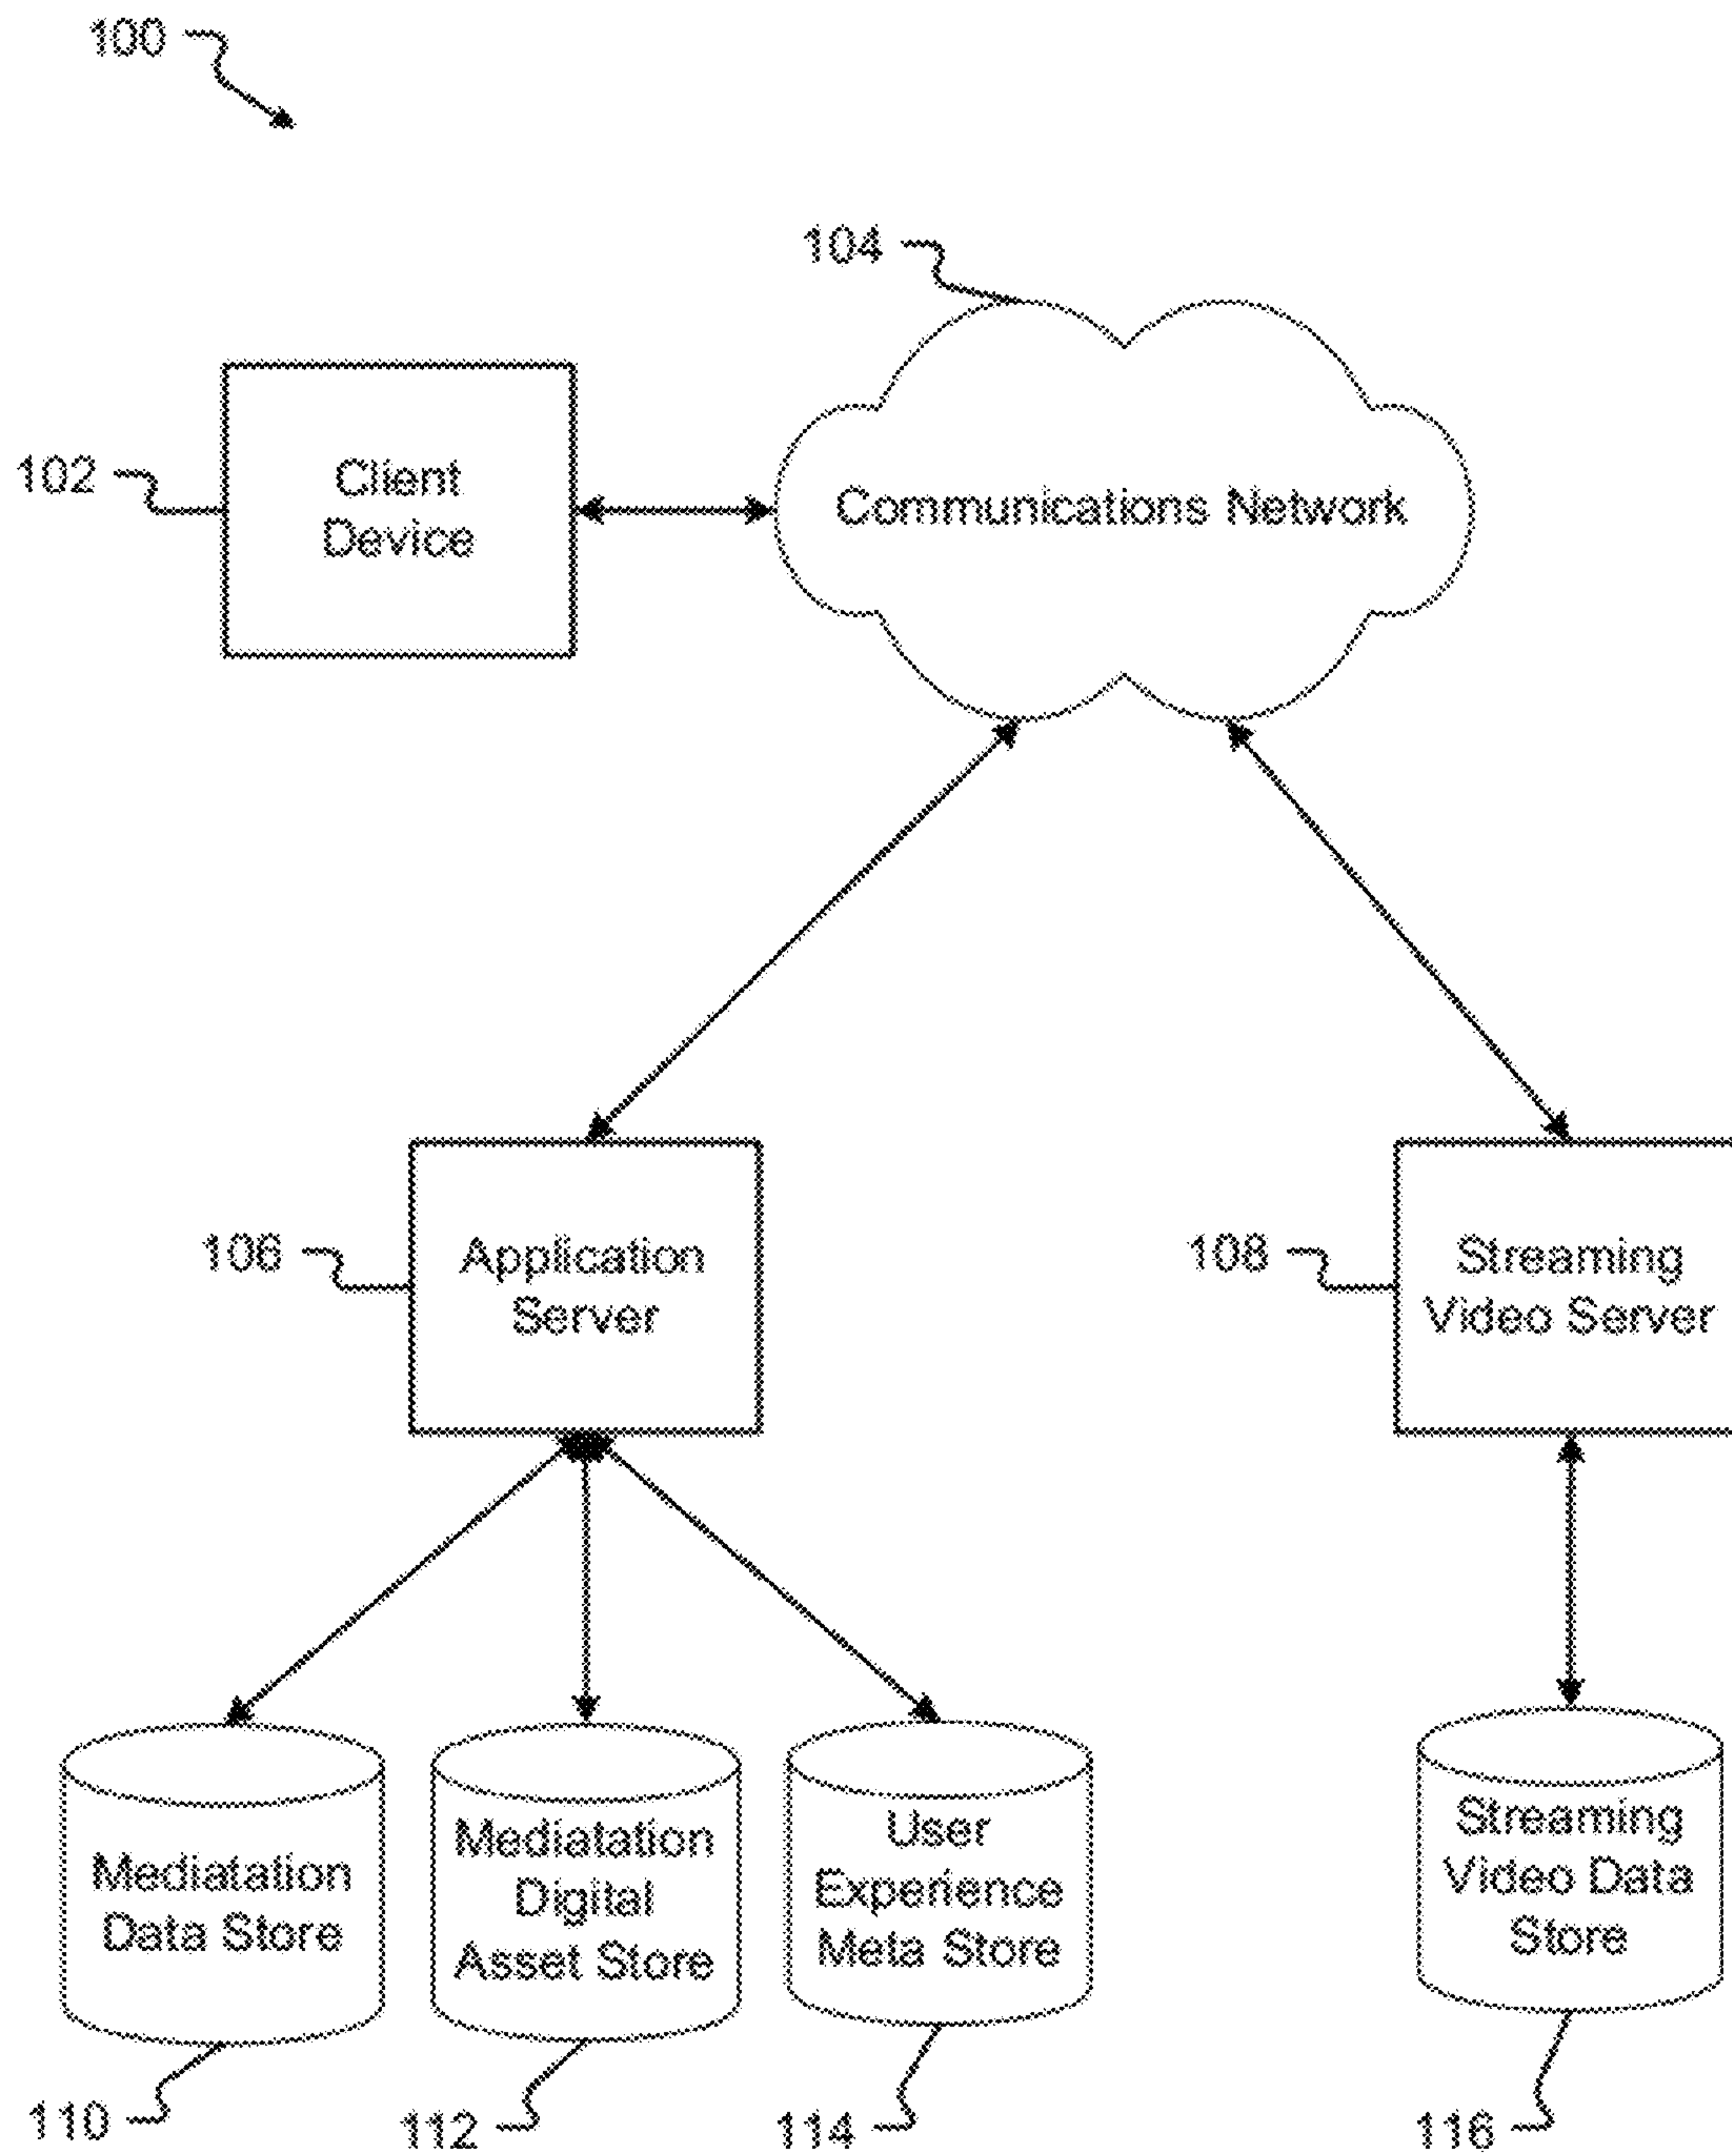 100
104
102
Client
Device
Communications Network
106
Application
Server
108
Streaming
Video Server
Mediatation
Data Store
Mediatation
Digital
Asset Store
User
Experience
Meta Store
Streaming
Video Data
Store
110
112
114
116